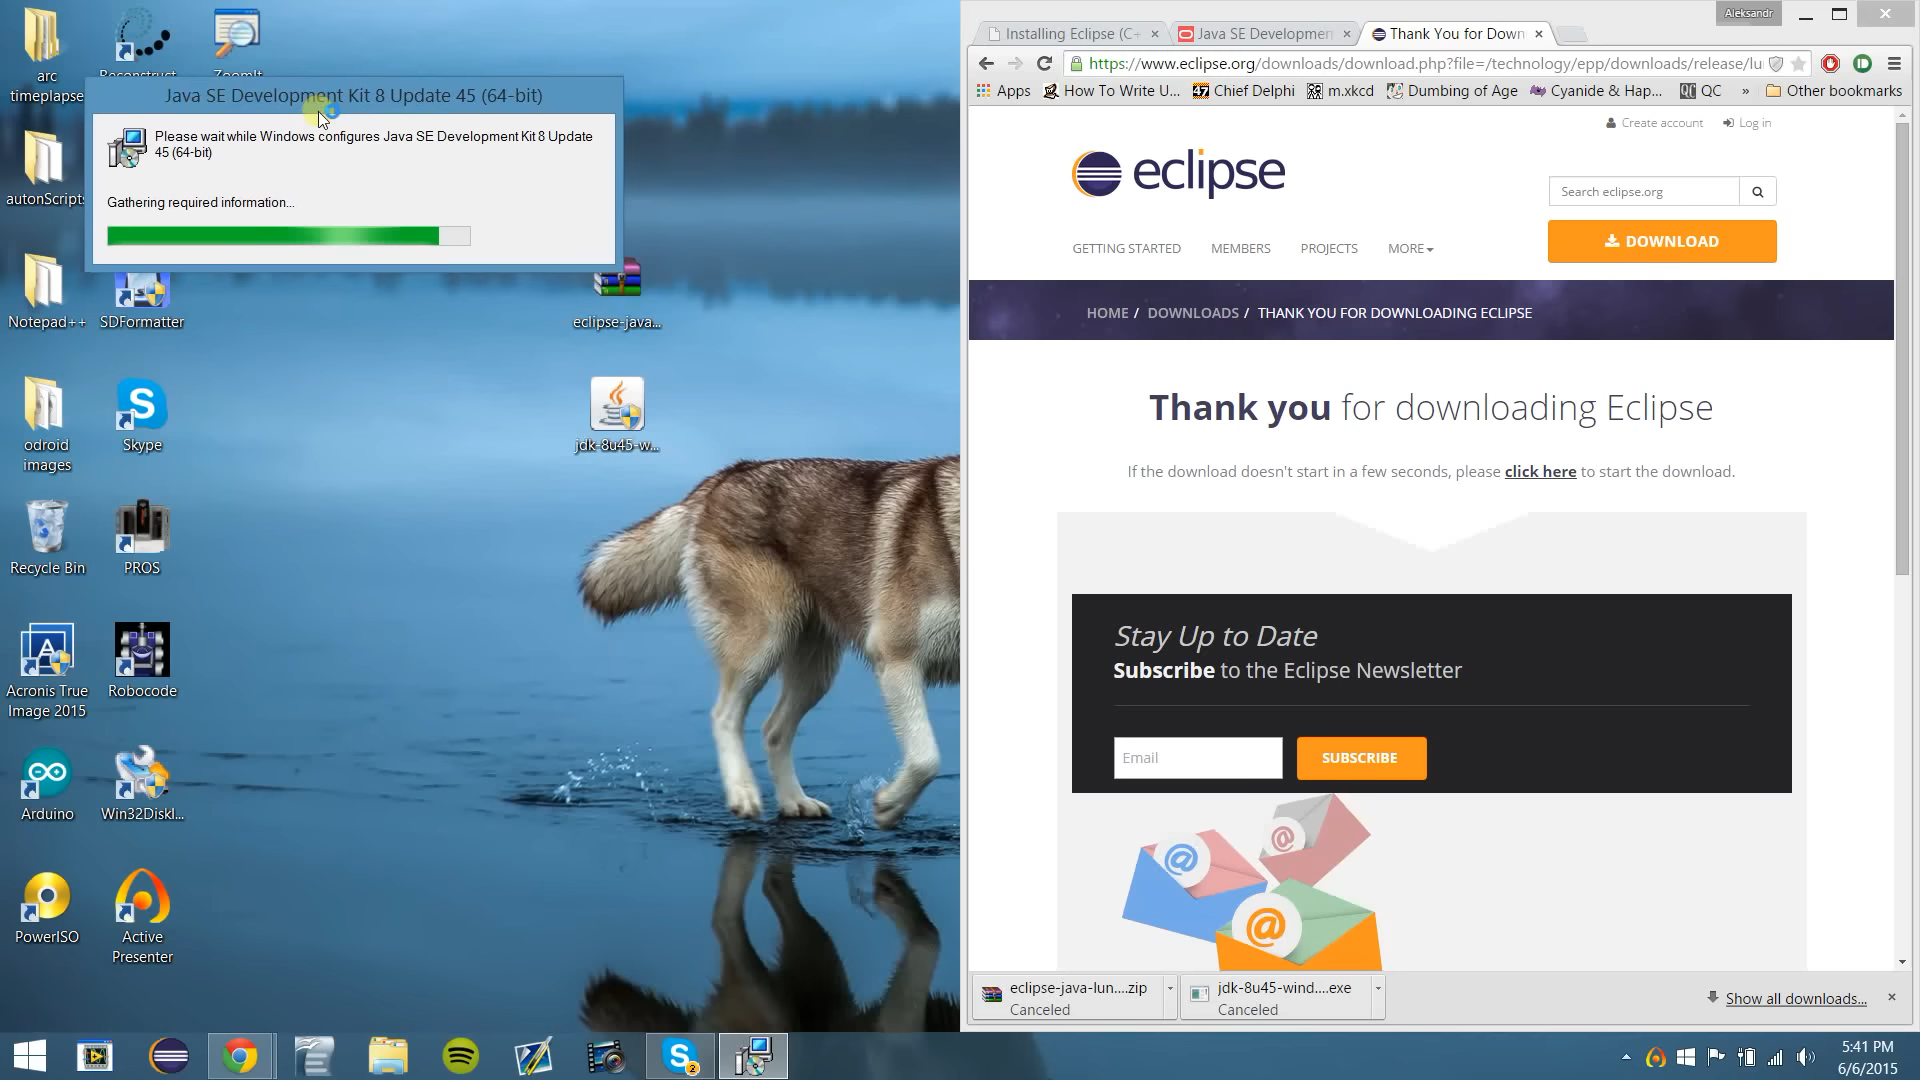 arc
timeplapse
Reconstruct
ZoomIt
Java SE Development Kit 8 Update 45 (64-bit)
Please wait while Windows configures Java SE Development Kit 8 Update
45 (64-bit)
Gathering required information...
autonScripts
Notepad++
SDFormatter
eclipse-java...
odroid
images
Skype
jdk-8u45-w...
Recycle Bin
PROS
Acronis True
Image 2015
Robocode
Arduino
Win32DiskI...
PowerISO
Active
Presenter
Aleksandr
Installing Eclipse (C+
Java SE Developmen
Thank You for Down
https://www.eclipse.org/downloads/download.php?file=/technology/epp/downloads/release/lu
Apps
How To Write U...
Chief Delphi
m.xkcd
Dumbing of Age
Cyanide & Hap...
QC
»
Other bookmarks
Create account
Log in
eclipse
Search eclipse.org
DOWNLOAD
GETTING STARTED
MEMBERS
PROJECTS
MORE
HOME / DOWNLOADS / THANK YOU FOR DOWNLOADING ECLIPSE
Thank you for downloading Eclipse
If the download doesn't start in a few seconds, please click here to start the download.
Stay Up to Date
Subscribe to the Eclipse Newsletter
Email
SUBSCRIBE
@
@
@
eclipse-java-lun....zip
Canceled
jdk-8u45-wind....exe
Canceled
Show all downloads...
2
5:41 PM
6/6/2015